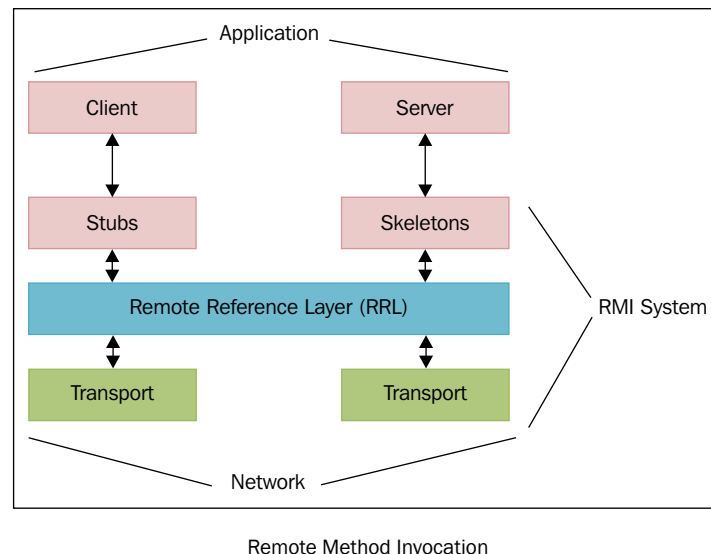 Application
Client
Server
Stubs
Skeletons
Remote Reference Layer (RRL)
RMI System
Transport
Transport
Network
Remote Method Invocation